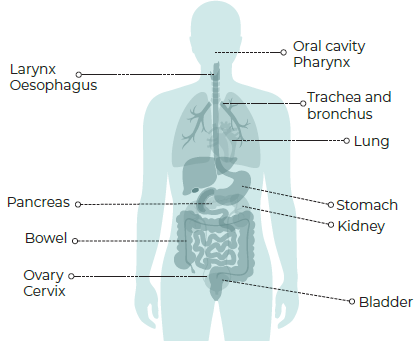 Oral cavity
Pharynx
Larynx
Oesophagus
Trachea and
bronchus
Lung
Pancreas
Stomach
Kidney
Bowel
Ovary
Cervix
Bladder